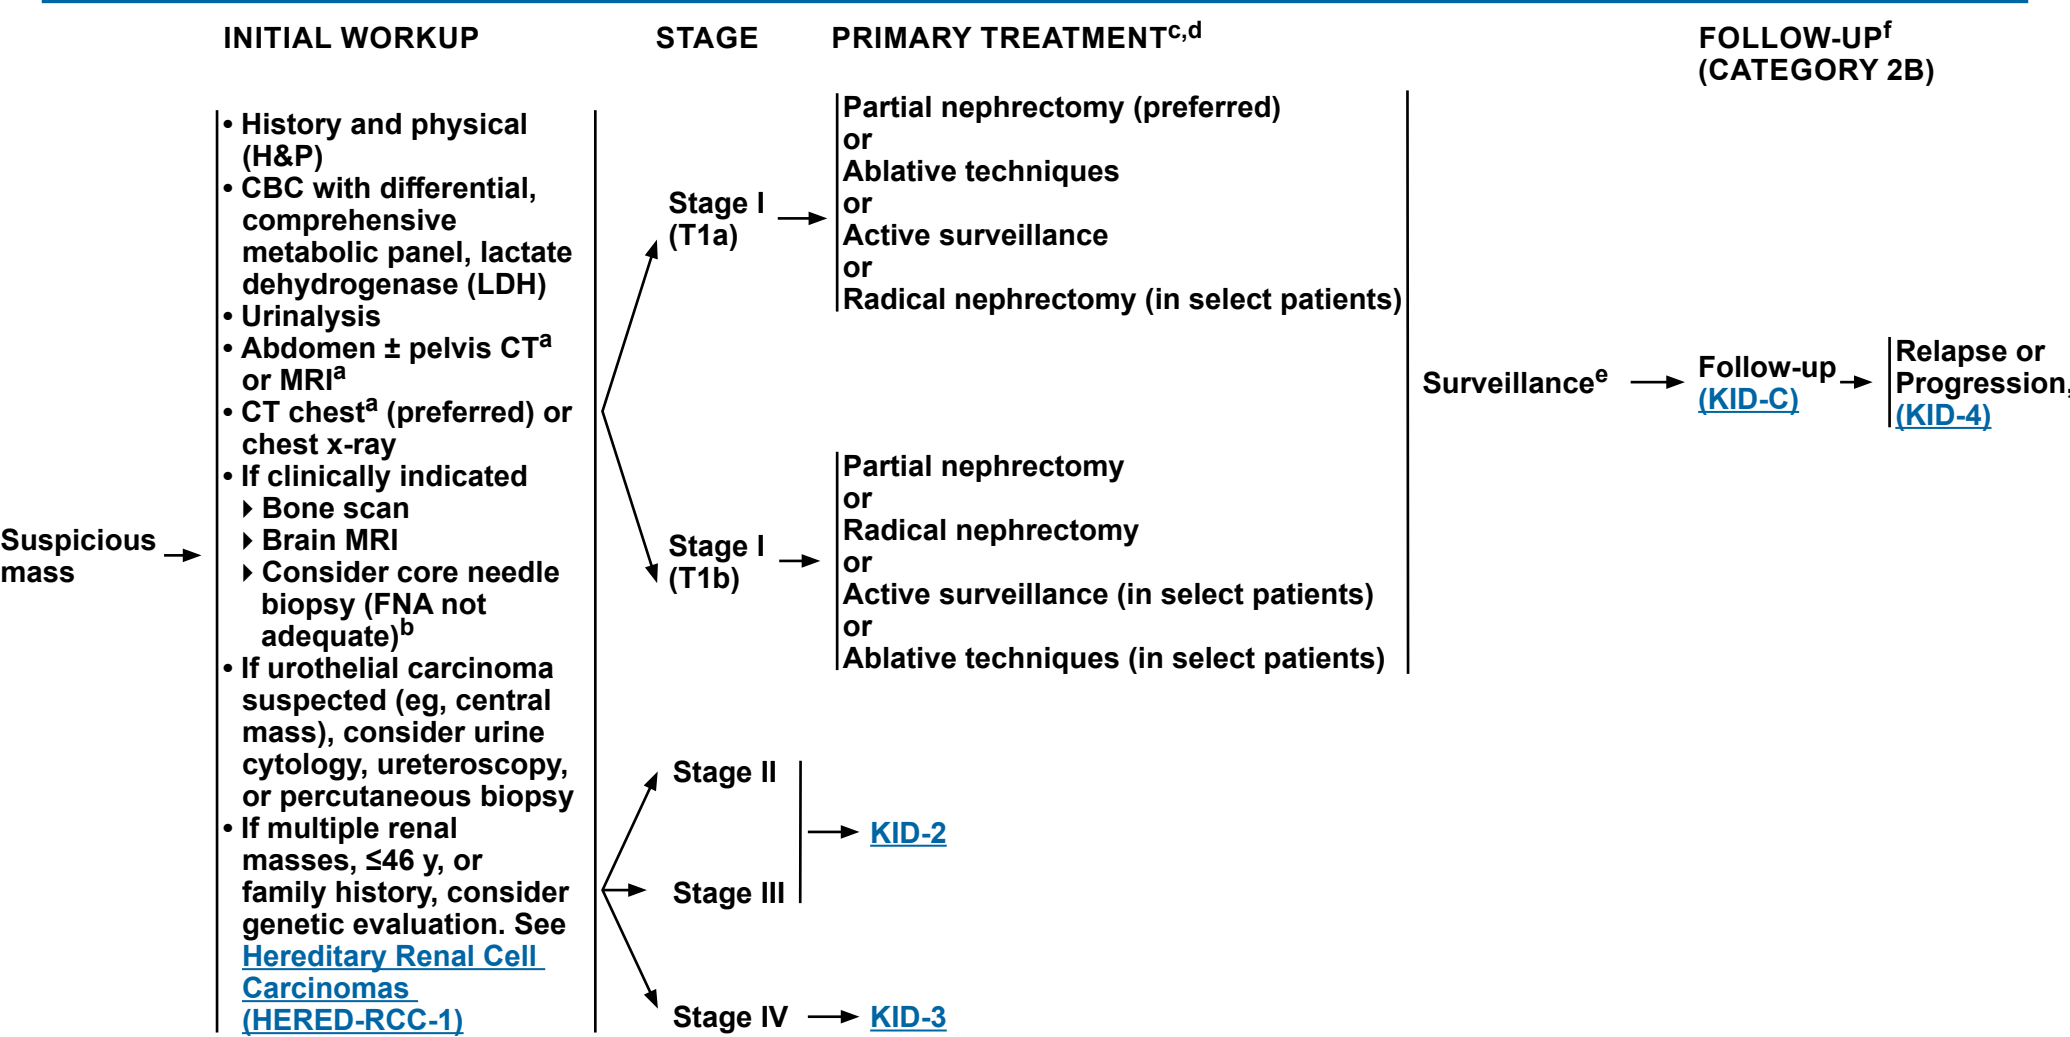 INITIAL WORKUP
STAGE
PRIMARY TREATMENTc,d
FOLLOW-UPf
(CATEGORY 2B)
Suspicious
mass
• History and physical
(H&P)
• CBC with differential,
comprehensive
metabolic panel, lactate
dehydrogenase (LDH)
• Urinalysis
• Abdomen ± pelvis CTa
or MRIa
• CT chesta (preferred) or
chest x-ray
• If clinically indicated
Bone scan
Brain MRI
Consider core needle
biopsy (FNA not
adequate)b
• If urothelial carcinoma
suspected (eg, central
mass), consider urine
cytology, ureteroscopy,
or percutaneous biopsy
• If multiple renal
masses, ≤46 y, or
family history, consider
genetic evaluation. See
Hereditary Renal Cell
Carcinomas
(HERED-RCC-1)
Stage I
(T1a)
Partial nephrectomy (preferred)
or
Ablative techniques
or
Active surveillance
or
Radical nephrectomy (in select patients)
Stage I
(T1b)
Partial nephrectomy
or
Radical nephrectomy
or
Active surveillance (in select patients)
or
Ablative techniques (in select patients)
Surveillancee
Follow-up
(KID-C)
Relapse or
Progression,
(KID-4)
Stage II
Stage III
KID-2
Stage IV
KID-3